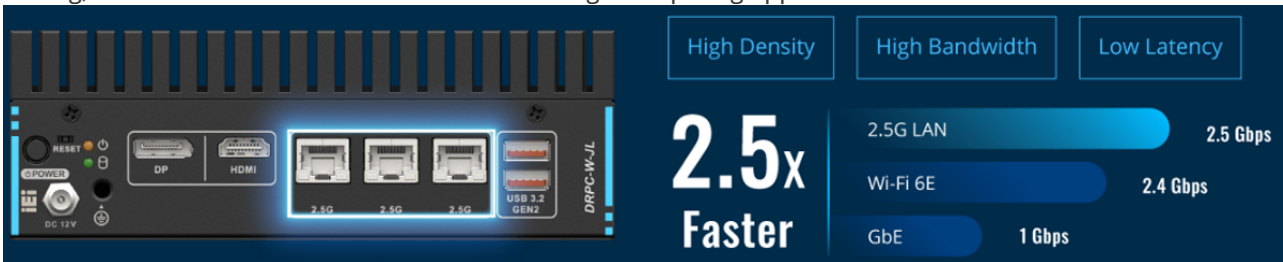 High Density
High Bandwidth
Low Latency
RESET
POWER
iEi
DC 12V
DP
HDMI
2.5G
2.5G
2.5G
USB 3.2
GEN2
DRPC-W-JL
2.5x
Faster
2.5G LAN
2.5 Gbps
Wi-Fi 6E
2.4 Gbps
GbE
1 Gbps